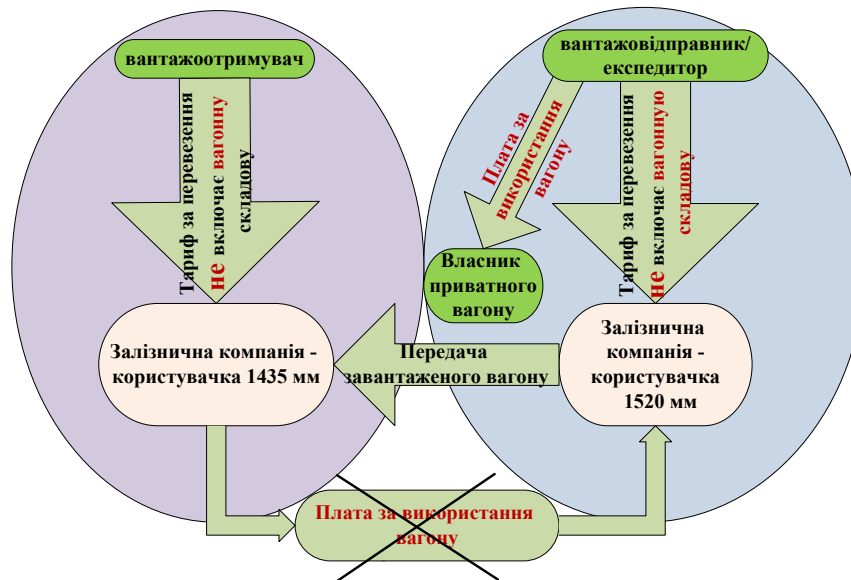 вантажоотримувач
Тариф за перевезення
не включає вагонну
складову
вантажовідправник/
експедитор
Плата за
використання
вагону
Тариф за перевезення
не включає вагонную
складову
Власник
приватного
вагону
Залізнична компанія -
користувачка 1435 мм
Передача
завантаженого вагону
Залізнична
компанія -
користувачка
1520 мм
Плата за використання
вагону